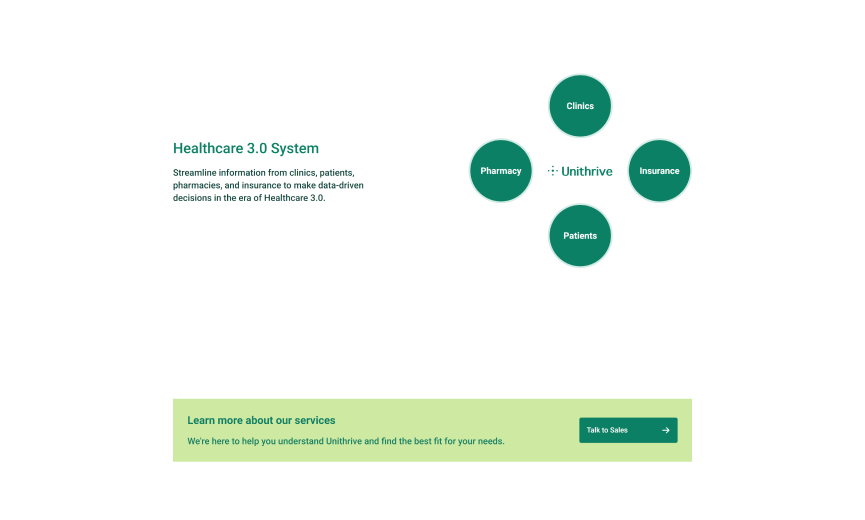 Healthcare 3.0 System
Streamline information from clinics, patients,
pharmacies, and insurance to make data-driven
decisions in the era of Healthcare 3.0.
Clinics
Pharmacy
Unithrive
Insurance
Patients
Learn more about our services
We're here to help you understand Unithrive and find the best fit for your needs.
Talk to Sales